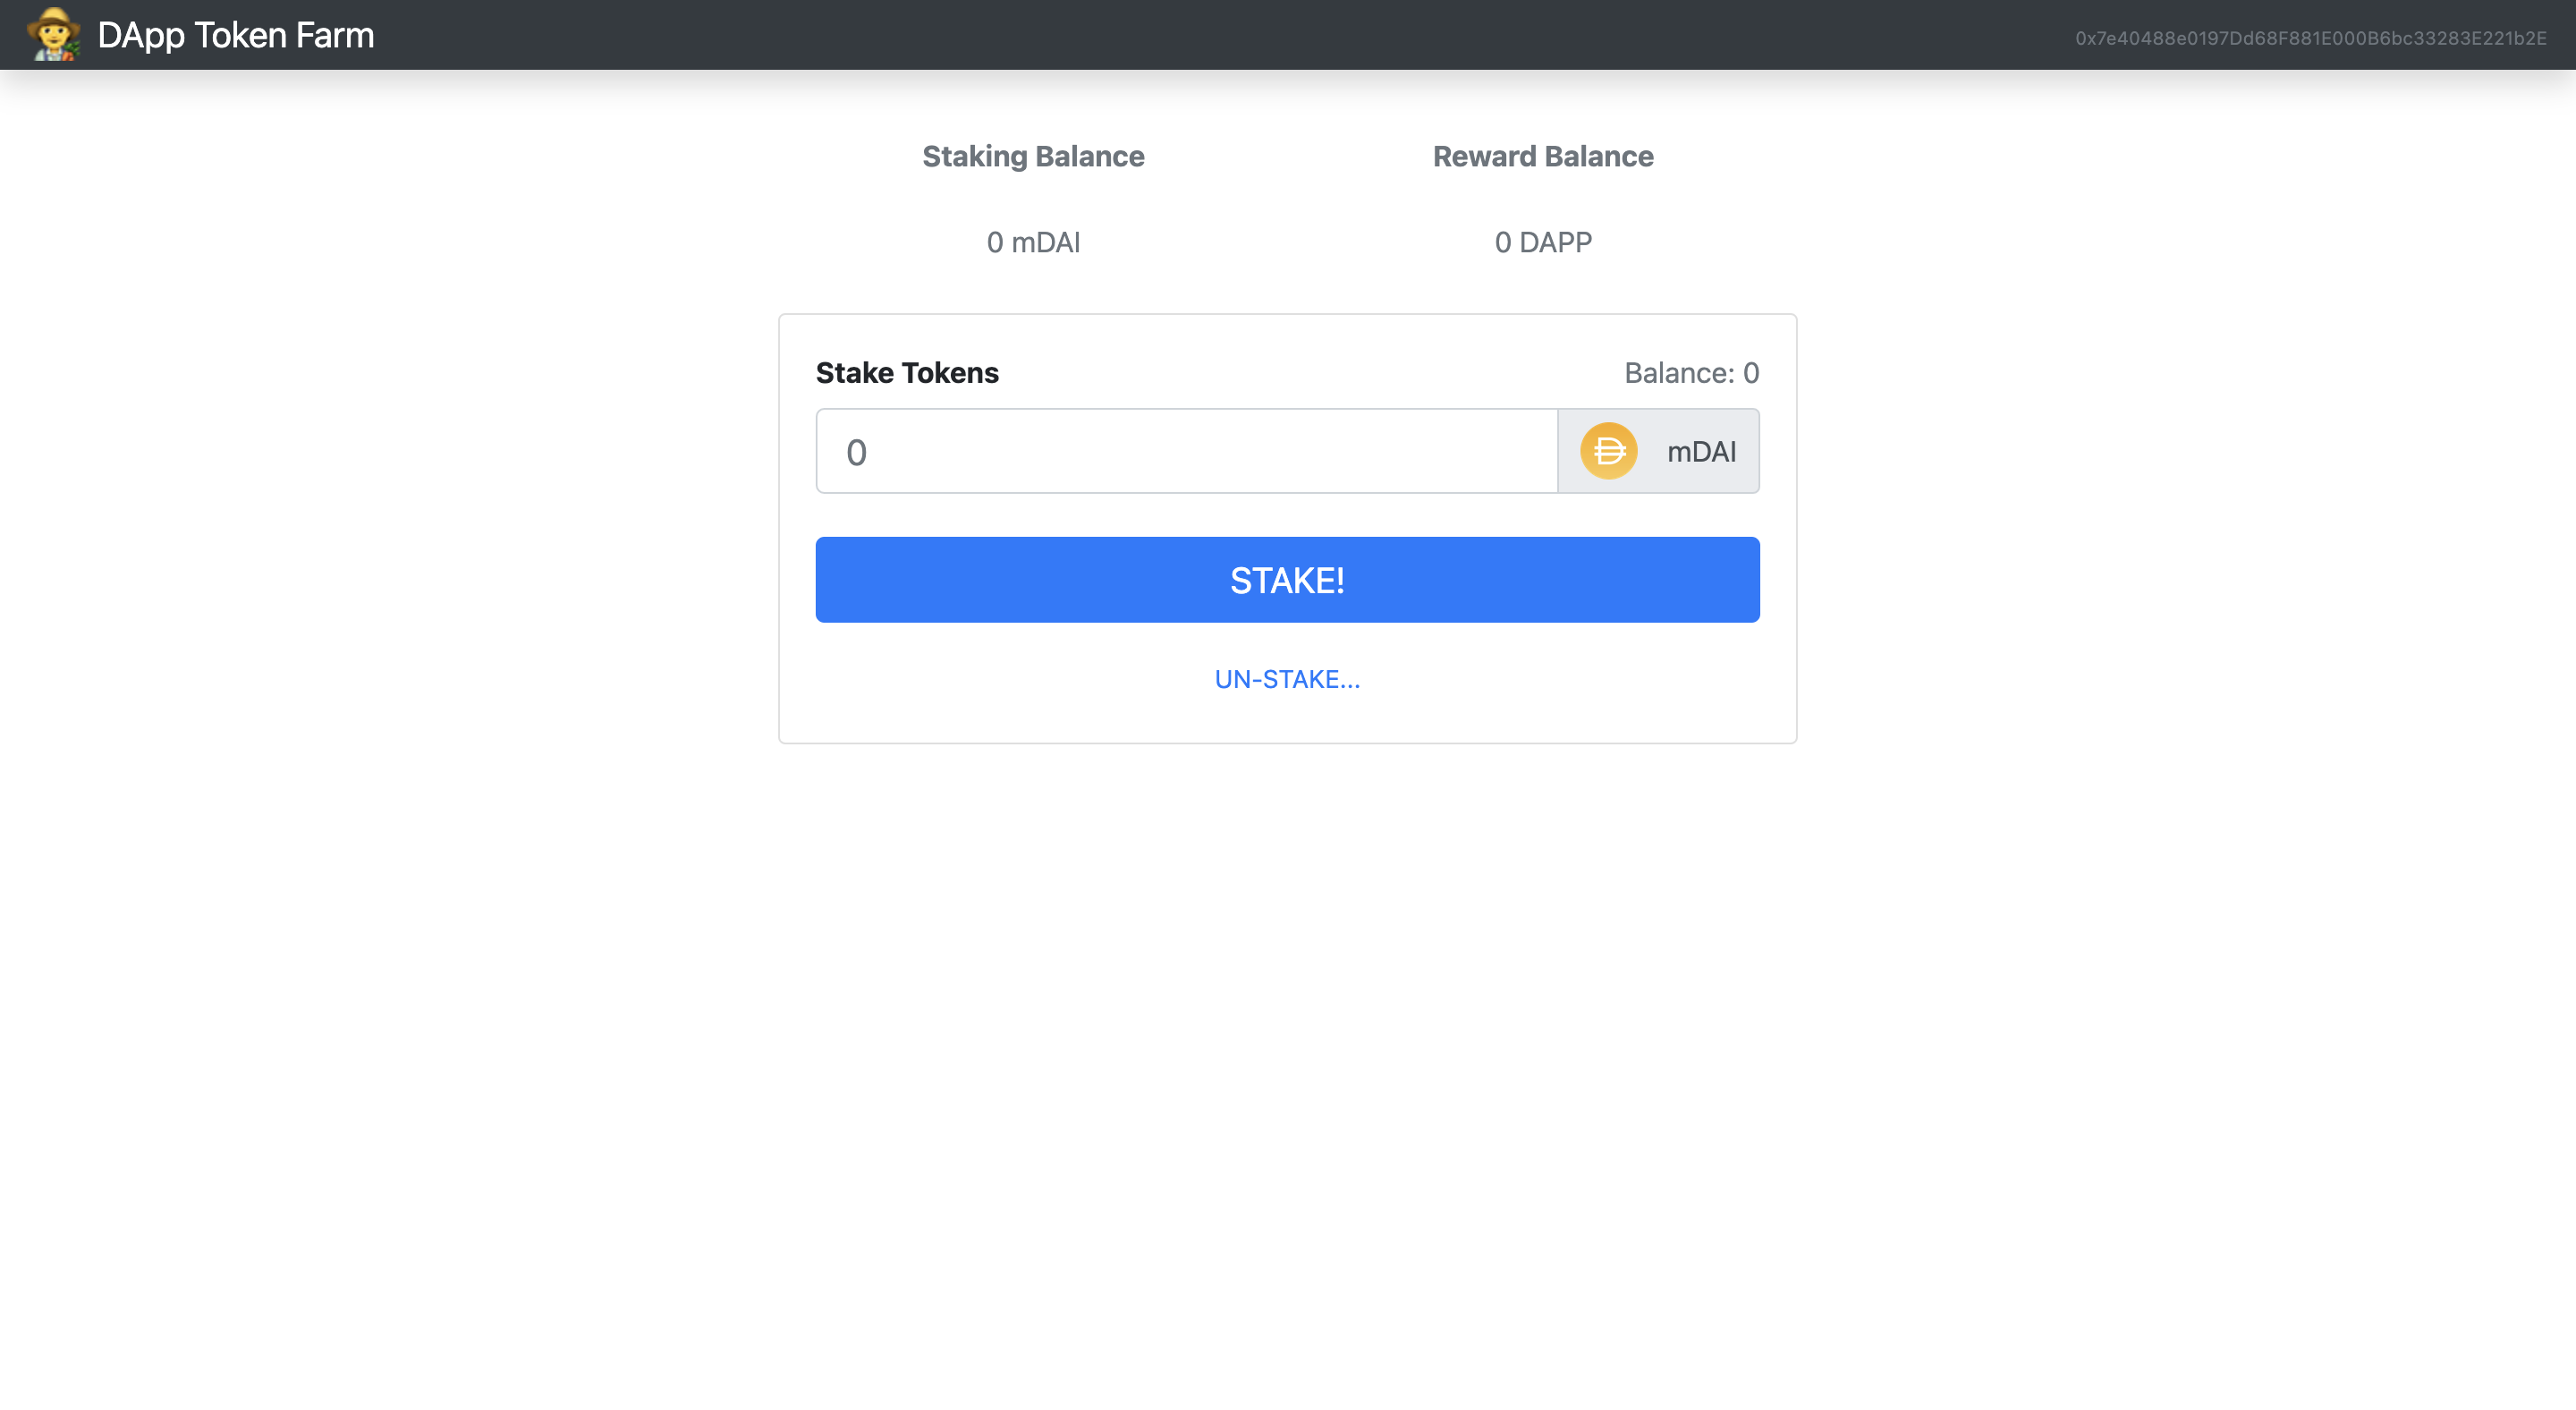 DApp Token Farm
0x7e40488e0197Dd68F881E000B6bc33283E221b2E
Staking Balance
Reward Balance
0 mDAI
0 DAPP
Stake Tokens
Balance: 0
0
mDAI
STAKE!
UN-STAKE...